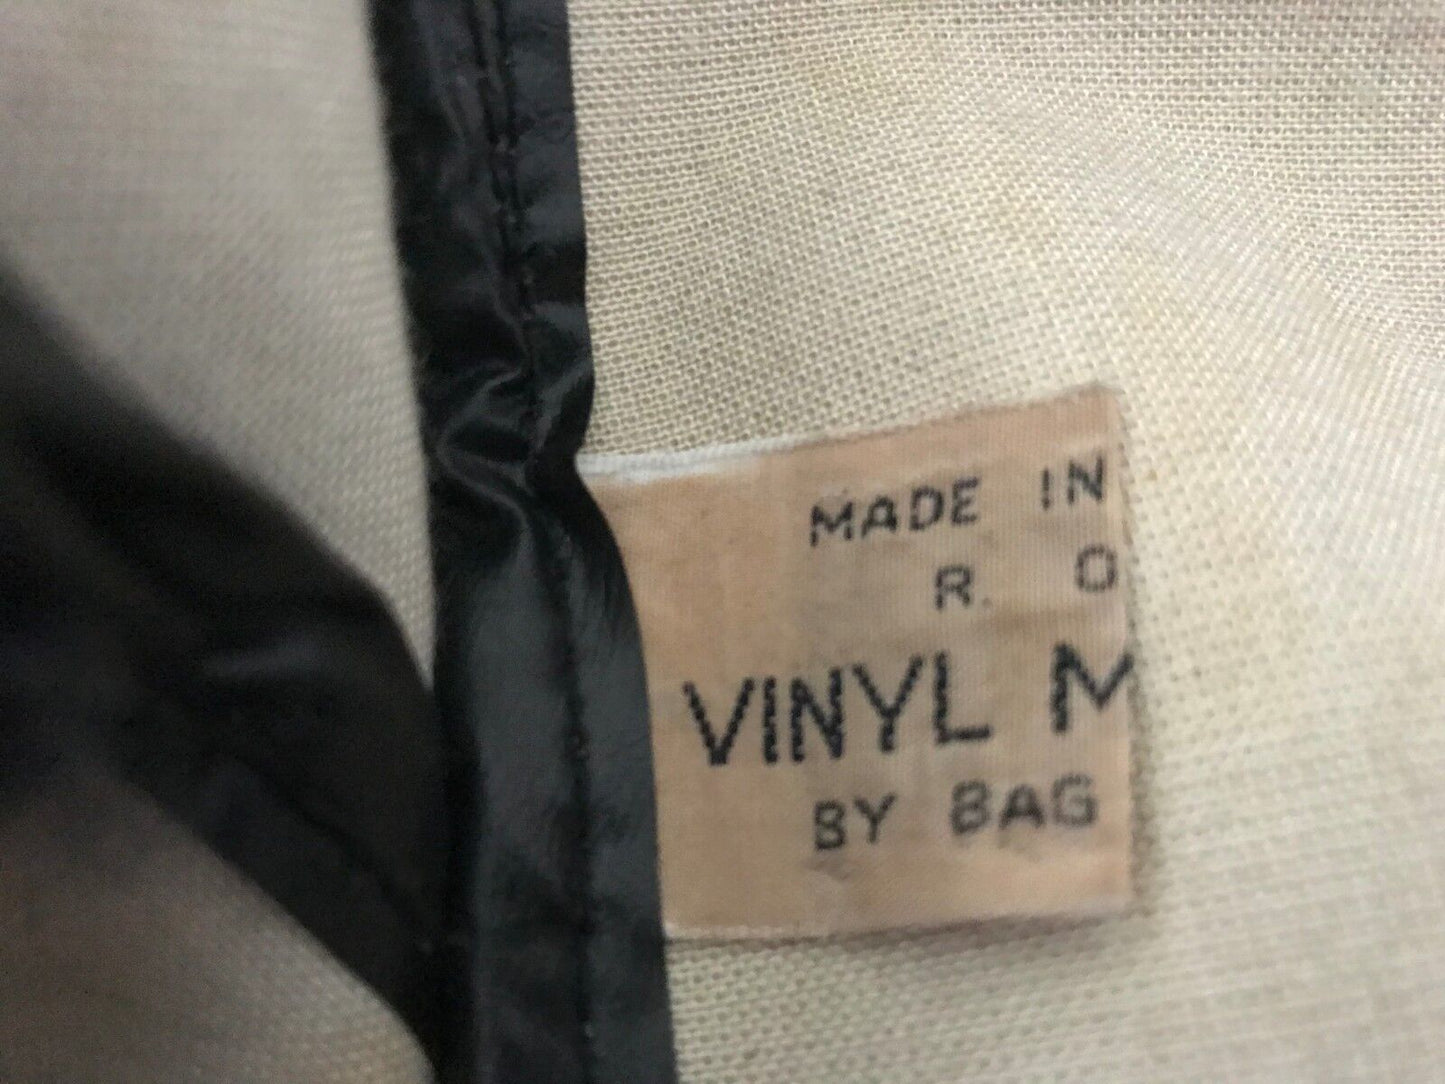 MADE IN
R. O
VINYL M
BY BAG